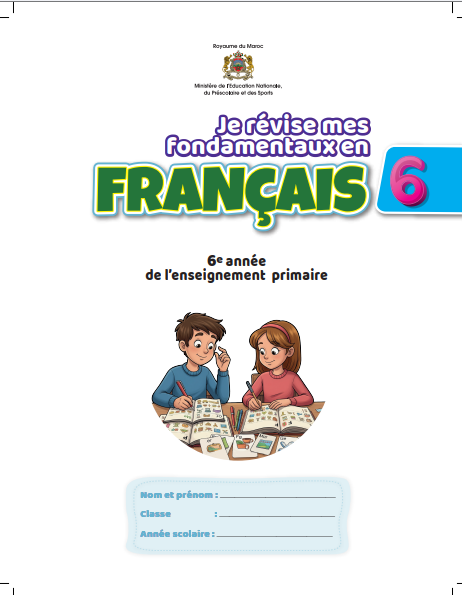 Royaume du Maroc
Ministère de l'Education Nationale,
du Préscolaire et des Sports
Je révise mes
fondamentaux en
FRANÇAIS 6
6e année
de l'enseignement primaire
Nom et prénom :
Classe :
Année scolaire :